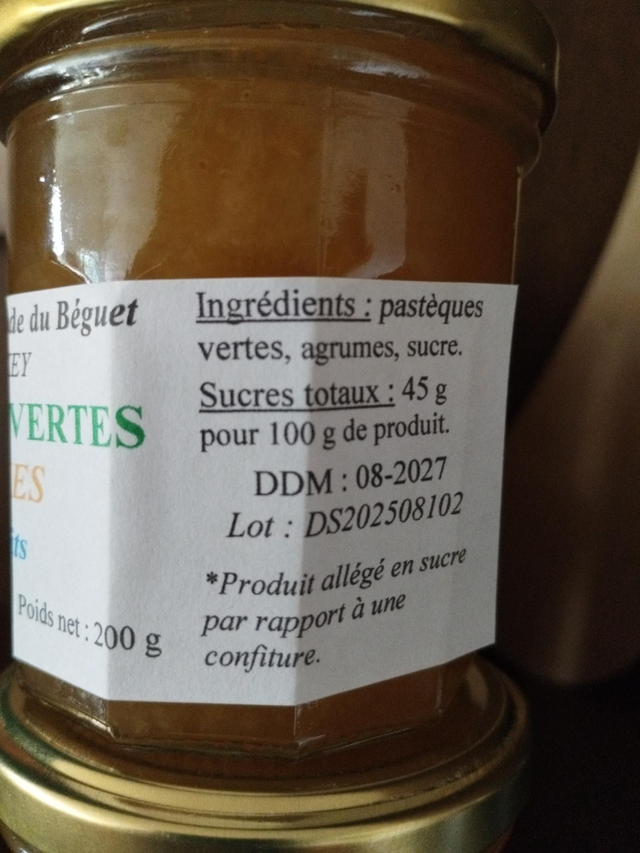 de du Béguet
EY
VERTES
ES
its
Poids net : 200 g
Ingrédients : pastèques
vertes, agrumes, sucre.
Sucres totaux : 45 g
pour 100 g de produit.
DDM : 08-2027
Lot : DS202508102
*Produit allégé en sucre
par rapport à une
confiture.